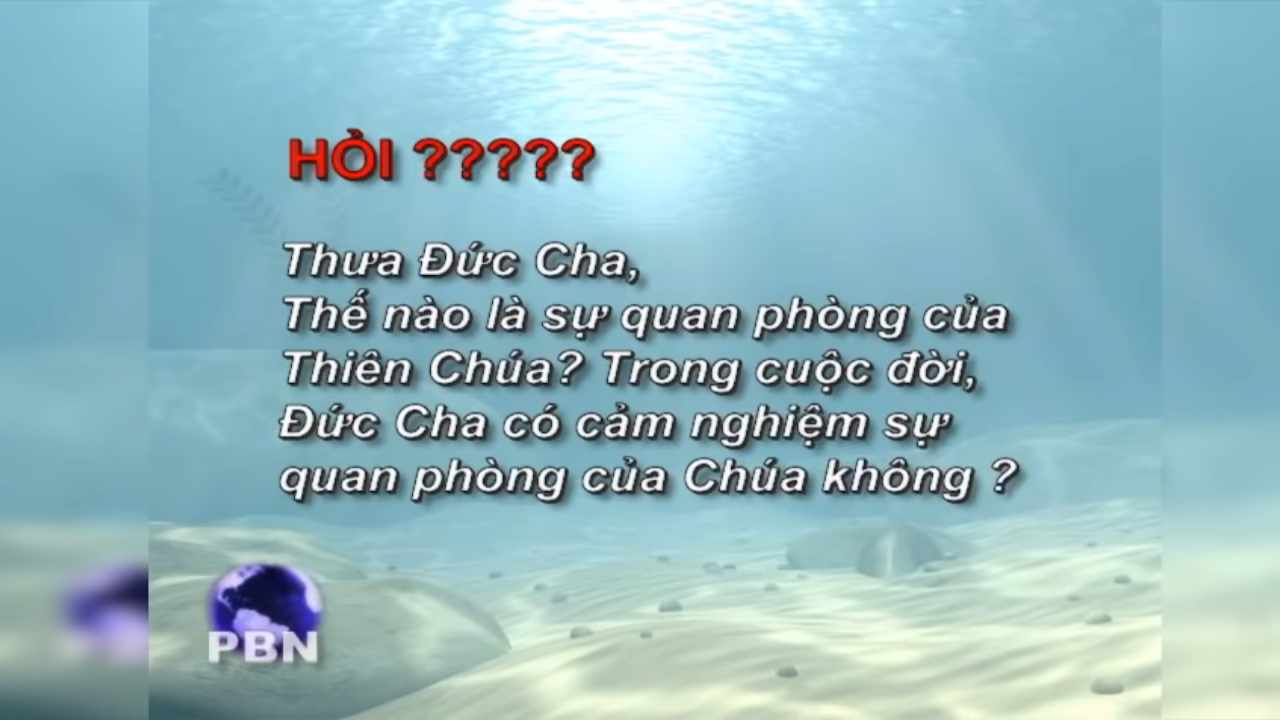 HỎI ?????
Thưa Đức Cha,
Thế nào là sự quan phòng của
Thiên Chúa? Trong cuộc đời,
Đức Cha có cảm nghiệm sự
quan phòng của Chúa không ?
PBN